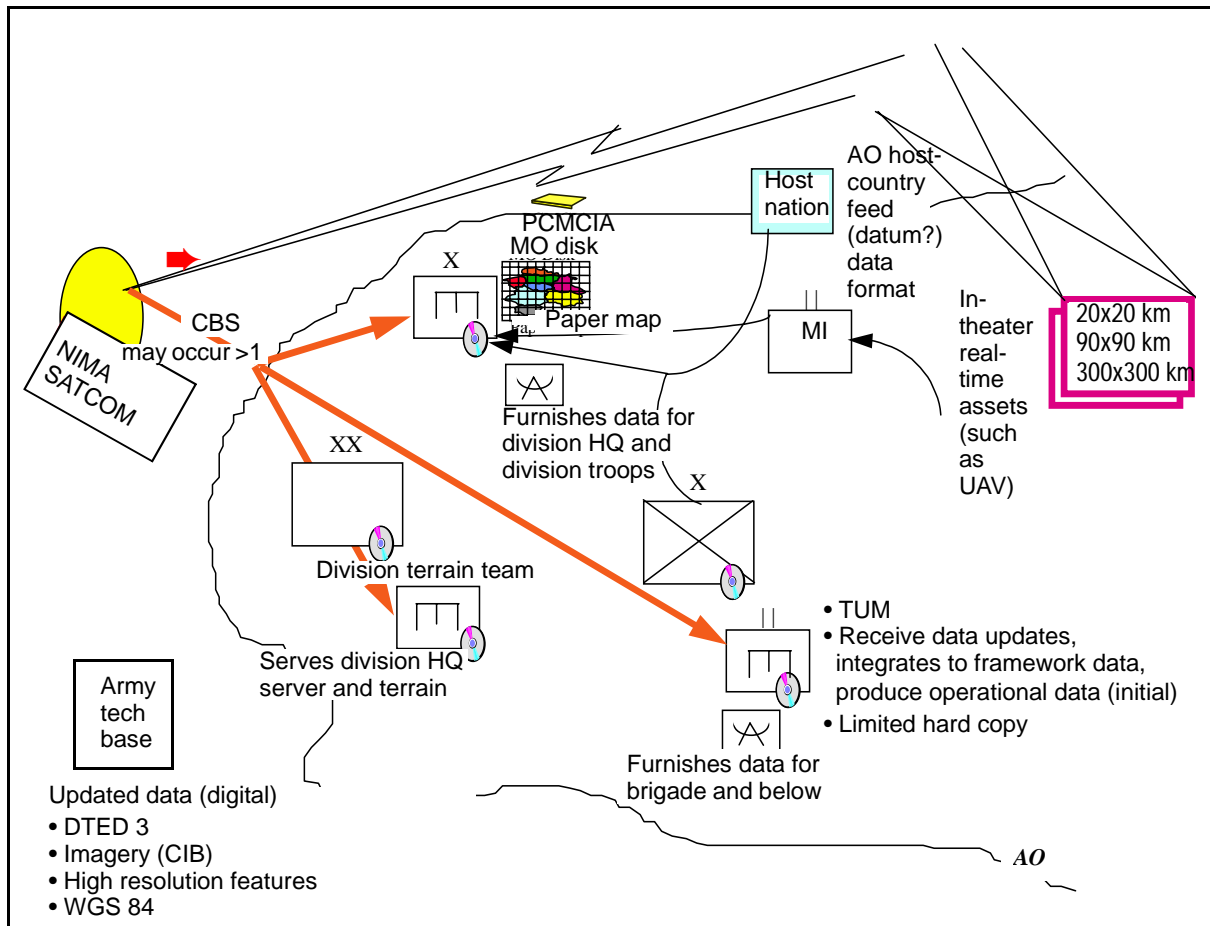 AO host-
country
feed
(datum?)
data
format
Host
nation
PCMCIA
MO disk
X
Paper map
MI
In-
theater
real-
time
assets
(such
as
UAV)
20x20 km
90x90 km
300x300 km
CBS
may occur >1
NIMA
SATCOM
Furnishes data for
division HQ and
division troops
XX
X
Division terrain team
Serves division HQ
server and terrain
• TUM
• Receive data updates,
integrates to framework data,
produce operational data (initial)
• Limited hard copy
Furnishes data for
brigade and below
Army
tech
base
Updated data (digital)
• DTED 3
• Imagery (CIB)
• High resolution features
• WGS 84
AO